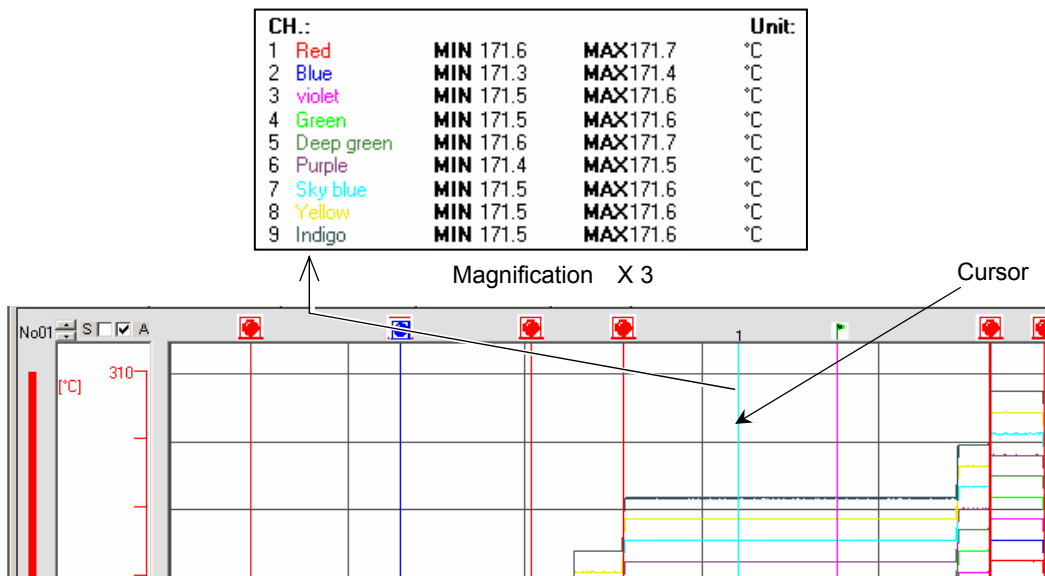 CH.: Unit:
1 Red MIN 171.6 MAX171.7 °C
2 Blue MIN 171.3 MAX171.4 °C
3 violet MIN 171.5 MAX171.6 °C
4 Green MIN 171.5 MAX171.6 °C
5 Deep green MIN 171.6 MAX171.7 °C
6 Purple MIN 171.4 MAX171.5 °C
7 Sky blue MIN 171.5 MAX171.6 °C
8 Yellow MIN 171.5 MAX171.6 °C
9 Indigo MIN 171.5 MAX171.6 °C
Magnification X 3
Cursor
No01 S A
1
310
[°C]